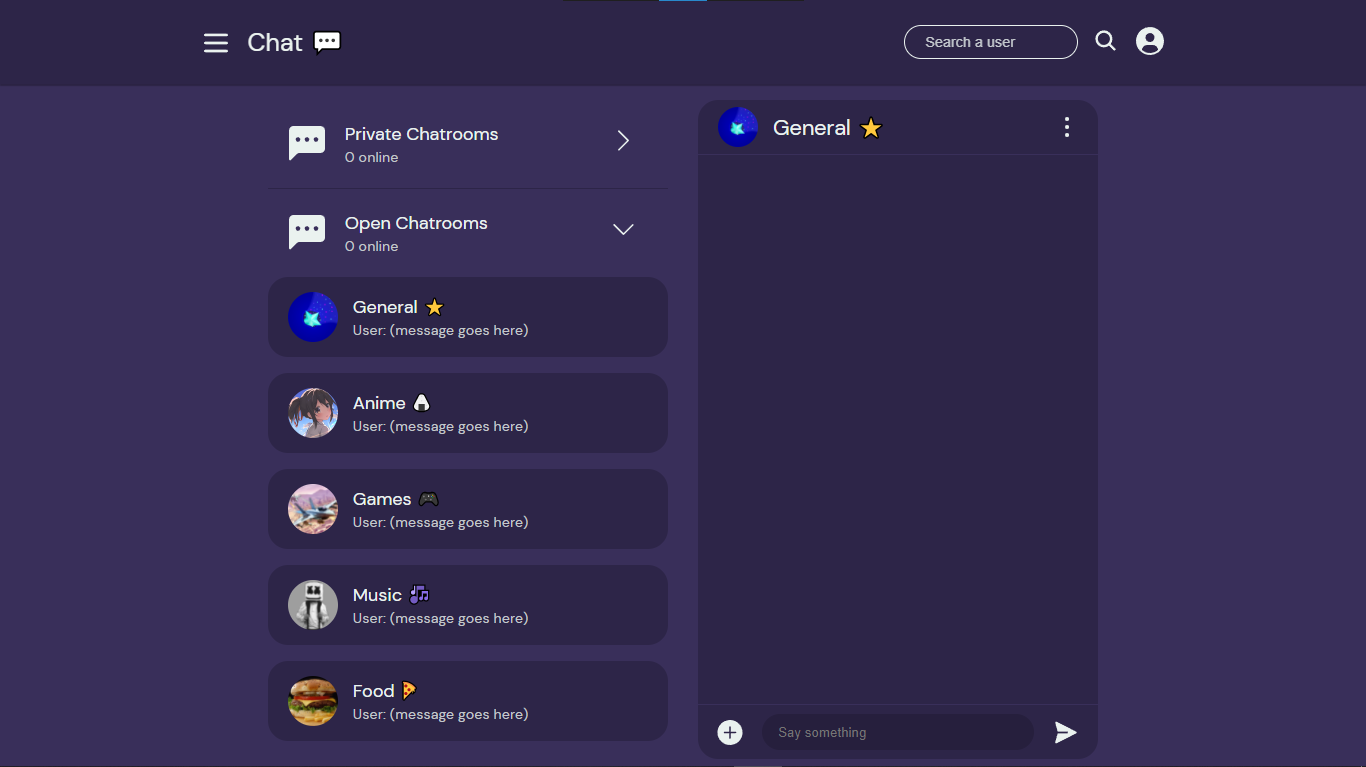 Chat 💬
Search a user
Private Chatrooms
0 online
Open Chatrooms
0 online
General ⭐
User: (message goes here)
Anime 🍙
User: (message goes here)
Games 🎮
User: (message goes here)
Music 🎶
User: (message goes here)
Food 🍕
User: (message goes here)
General ⭐
Say something